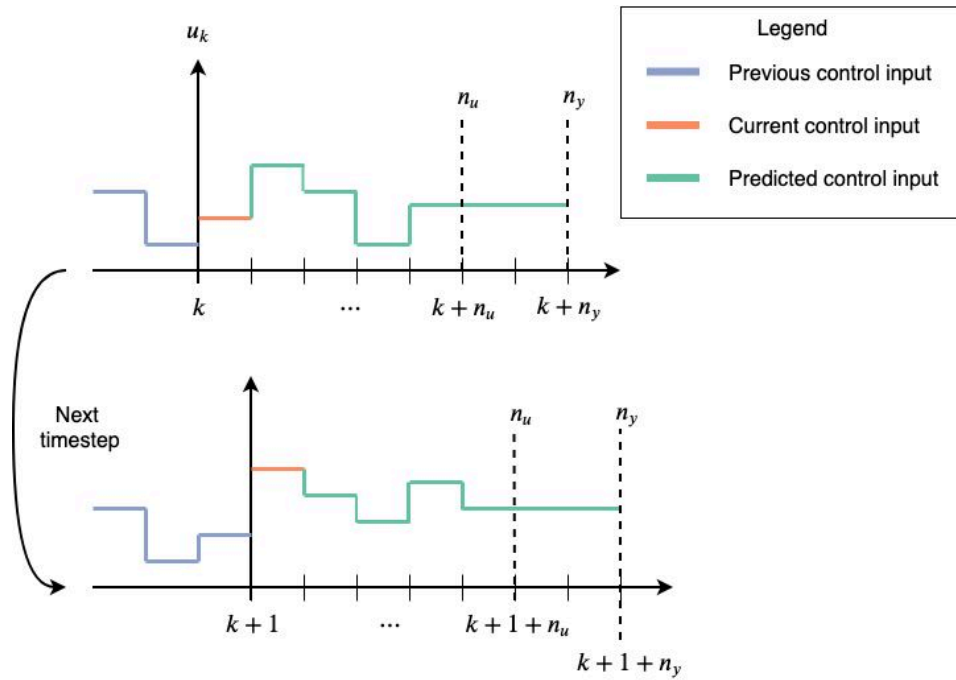 u_k
n_u
n_y
Legend
Previous control input
Current control input
Predicted control input
k
...
k + n_u
k + n_y
Next
timestep
n_u
n_y
k + 1
...
k + 1 + n_u
k + 1 + n_y